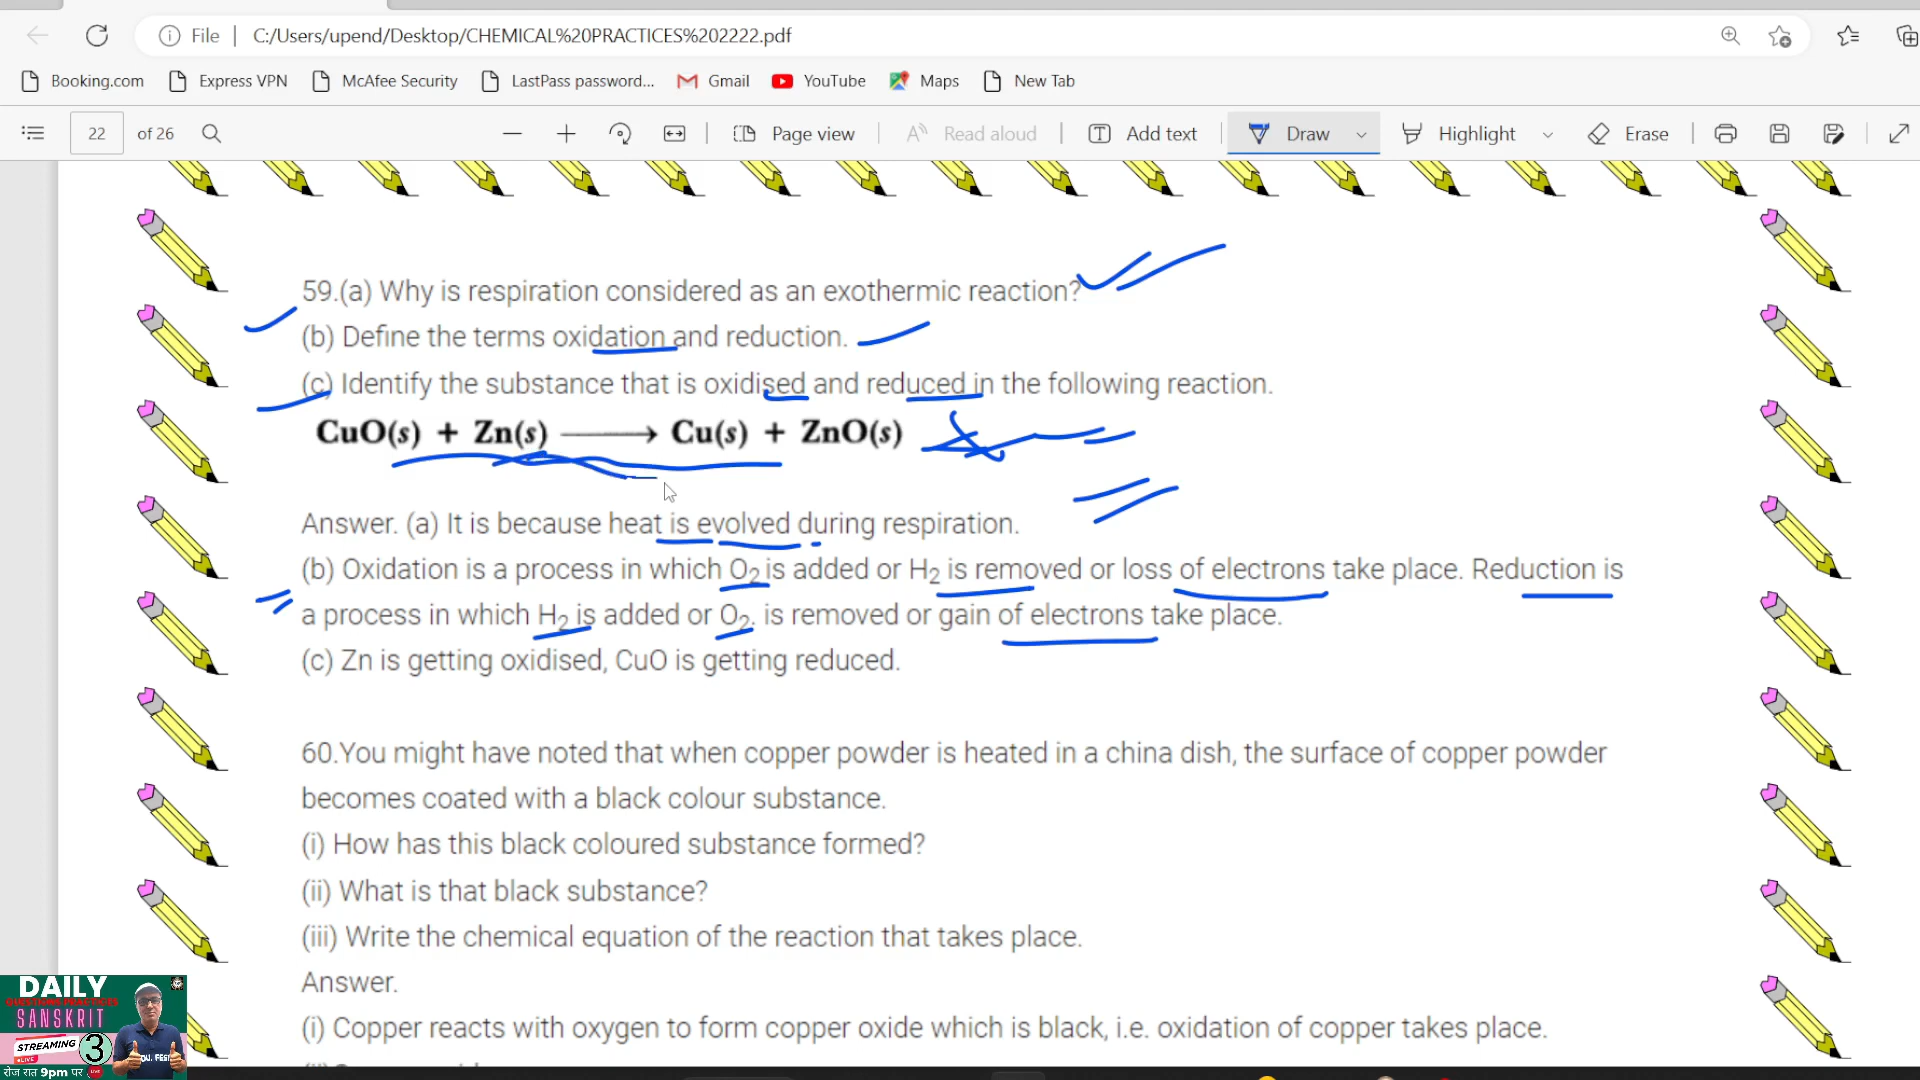 File C:/Users/upend/Desktop/CHEMICAL%20PRACTICES%202222.pdf
Booking.com Express VPN McAfee Security LastPass password... Gmail YouTube Maps New Tab
22 of 26 Page view Read aloud Add text Draw Highlight Erase
59.(a) Why is respiration considered as an exothermic reaction?
(b) Define the terms oxidation and reduction.
(c) Identify the substance that is oxidised and reduced in the following reaction.
CuO(s) + Zn(s) ⟶ Cu(s) + ZnO(s)
Answer. (a) It is because heat is evolved during respiration.
(b) Oxidation is a process in which O₂ is added or H₂ is removed or loss of electrons take place. Reduction is
a process in which H₂ is added or O₂. is removed or gain of electrons take place.
(c) Zn is getting oxidised, CuO is getting reduced.
60.You might have noted that when copper powder is heated in a china dish, the surface of copper powder
becomes coated with a black colour substance.
(i) How has this black coloured substance formed?
(ii) What is that black substance?
(iii) Write the chemical equation of the reaction that takes place.
Answer.
(i) Copper reacts with oxygen to form copper oxide which is black, i.e. oxidation of copper takes place.
DAILY
QUESTIONS PRACTICES
SANSKRIT
STREAMING 3
LIVE
रोज रात 9pm पर LIVE